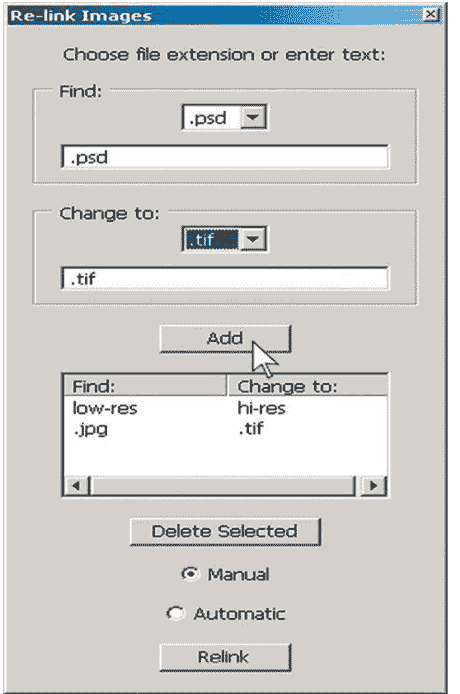 Re-link Images
Choose file extension or enter text:
Find:
.psd
.psd
Change to:
.tif
.tif
Add
Find: Change to:
low-res hi-res
.jpg .tif
Delete Selected
Manual
Automatic
Relink